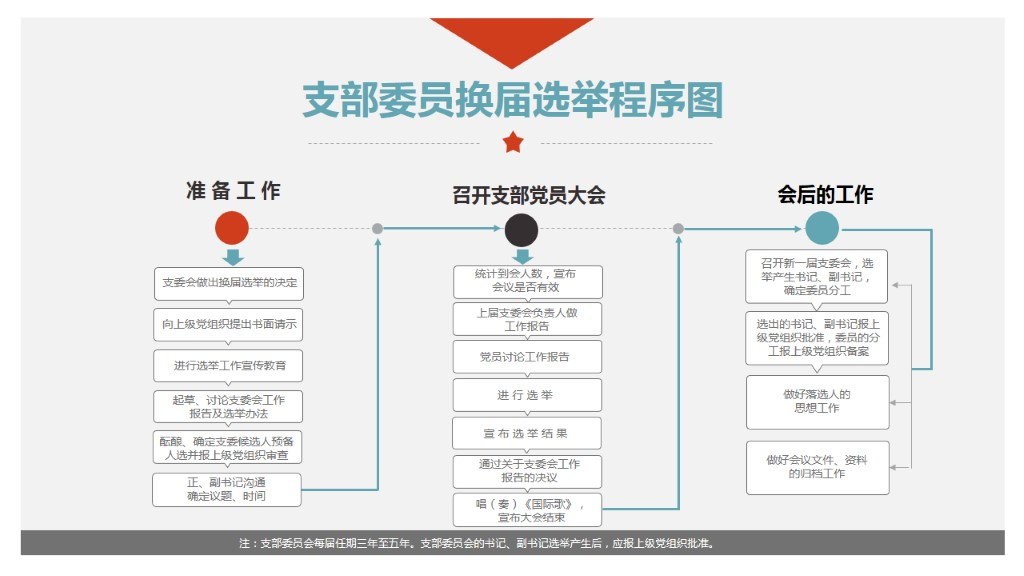 支部委员换届选举程序图
准备工作
支委会做出换届选举的决定
向上级党组织提出书面请示
进行选举工作宣传教育
起草、讨论支委会工作
报告及选举办法
酝酿、确定支委候选人预备
人选并报上级党组织审查
正、副书记沟通
确定议题、时间
召开支部党员大会
统计到会人数，宣布
会议是否有效
上届支委会负责人做
工作报告
党员讨论工作报告
进行选举
宣布选举结果
通过关于支委会工作
报告的决议
唱（奏）《国际歌》，
宣布大会结束
会后的工作
召开新一届支委会，选
举产生书记、副书记，
确定委员分工
选出的书记、副书记报上
级党组织批准，委员的分
工报上级党组织备案
做好落选人的
思想工作
做好会议文件、资料
的归档工作
注：支部委员会每届任期三年至五年。支部委员会的书记、副书记选举产生后，应报上级党组织批准。